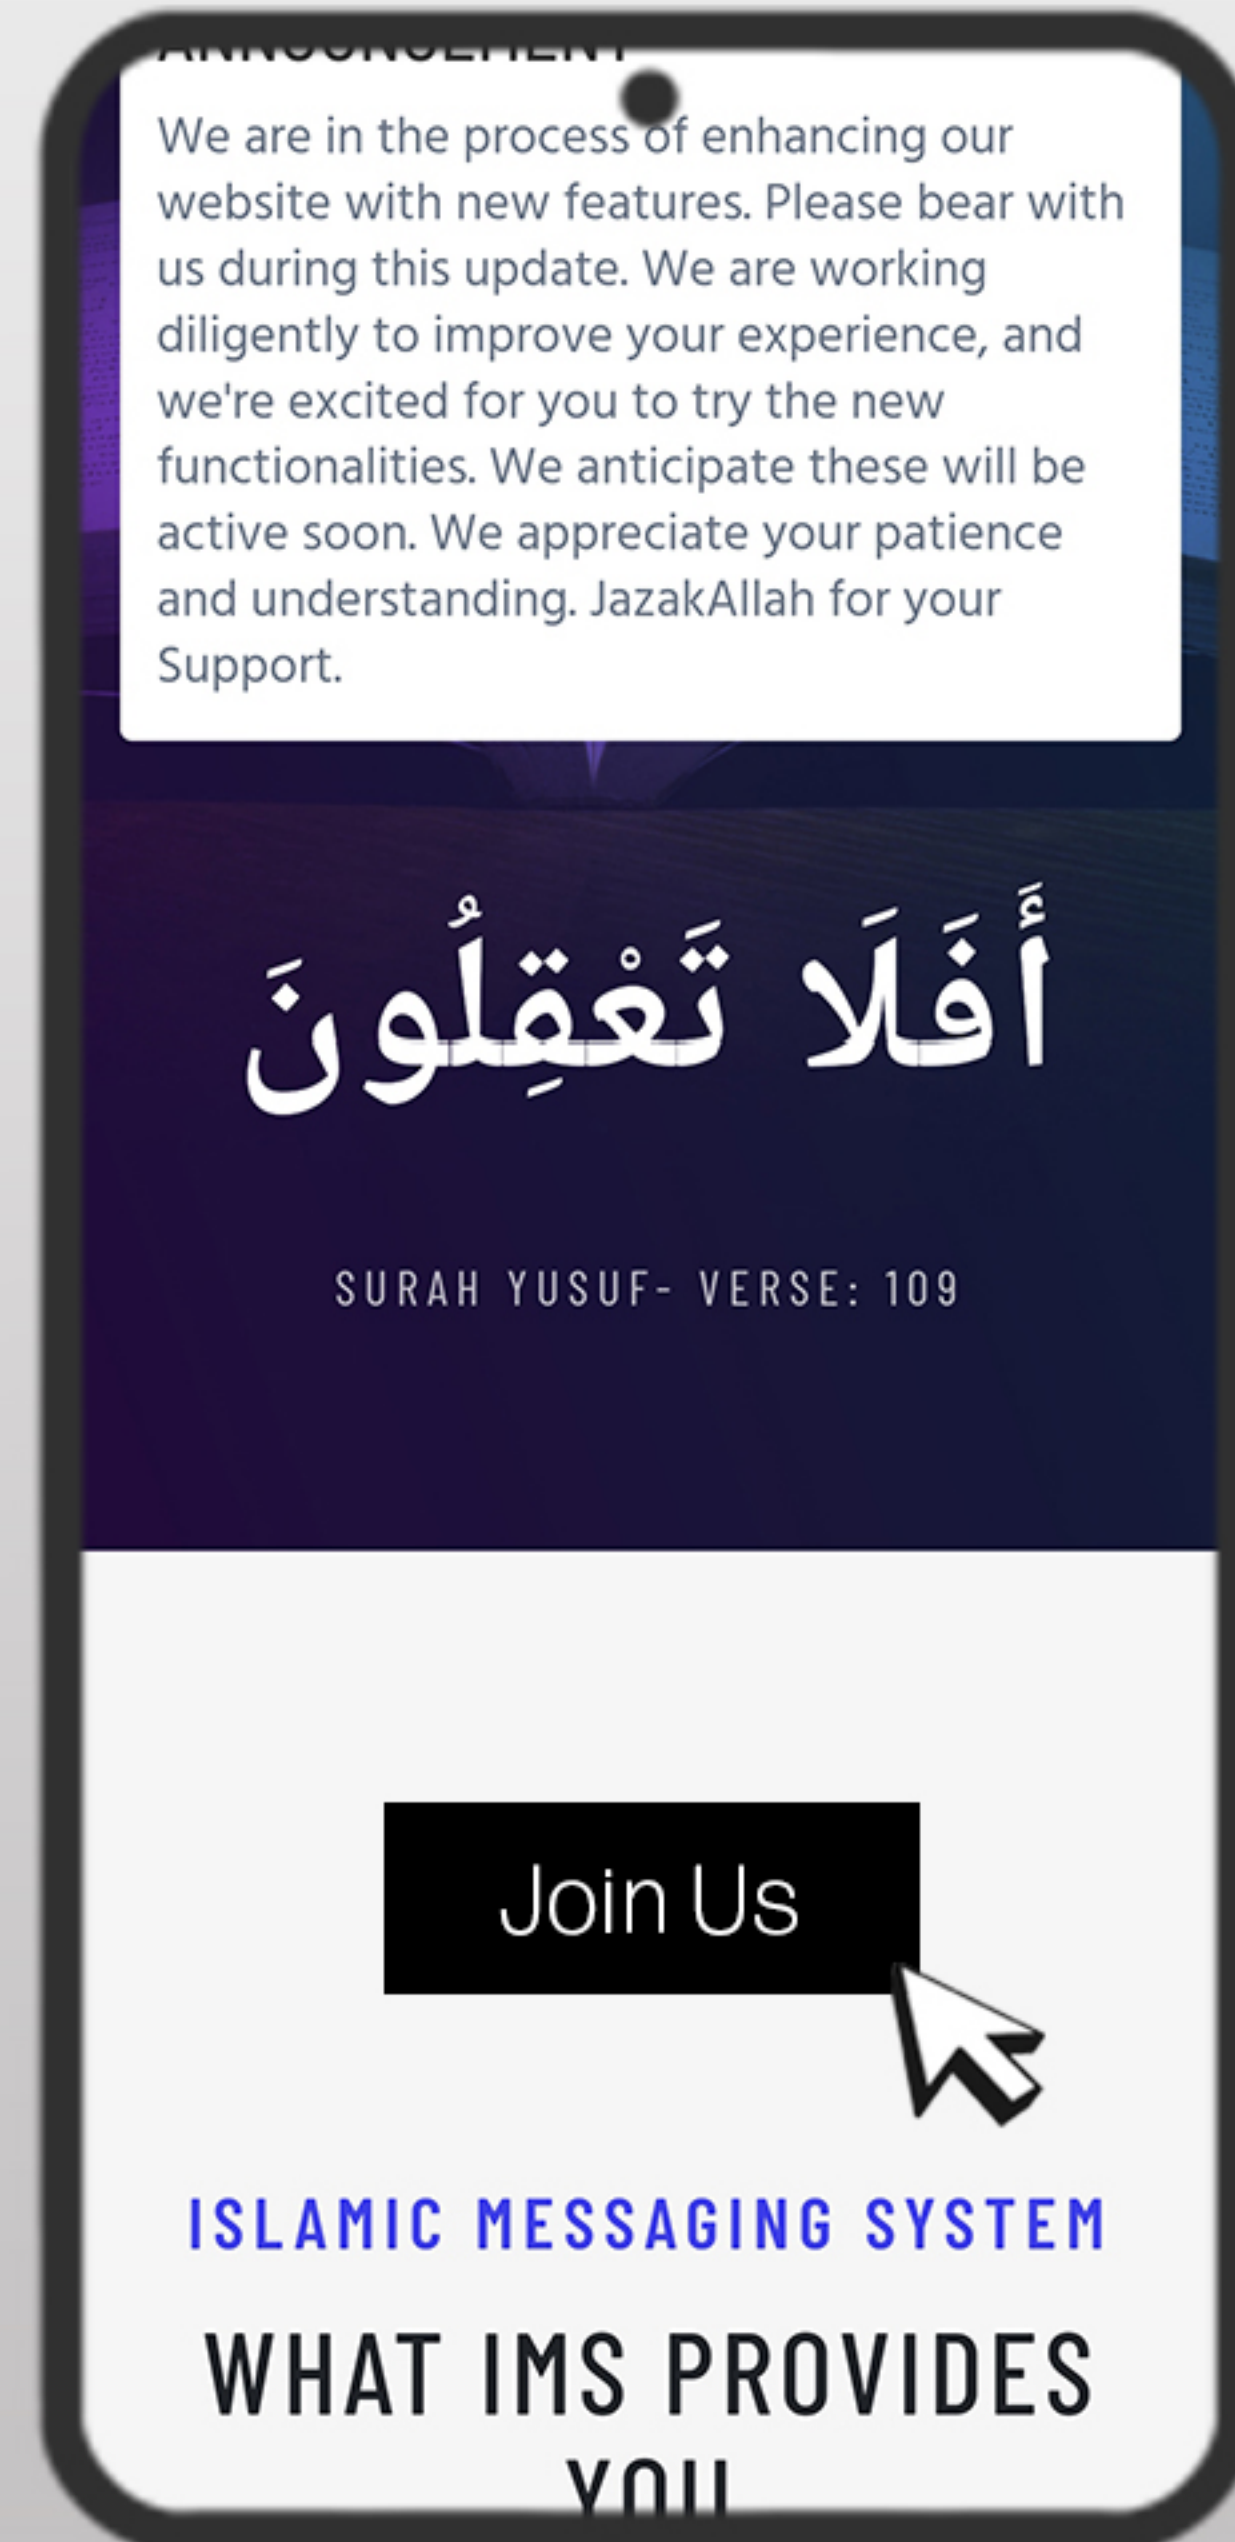 ANNOUNCEMENT
We are in the process of enhancing our
website with new features. Please bear with
us during this update. We are working
diligently to improve your experience, and
we're excited for you to try the new
functionalities. We anticipate these will be
active soon. We appreciate your patience
and understanding. JazakAllah for your
Support.
أَفَلَا تَعْقِلُونَ
SURAH YUSUF- VERSE: 109
Join Us
ISLAMIC MESSAGING SYSTEM
WHAT IMS PROVIDES
YOU